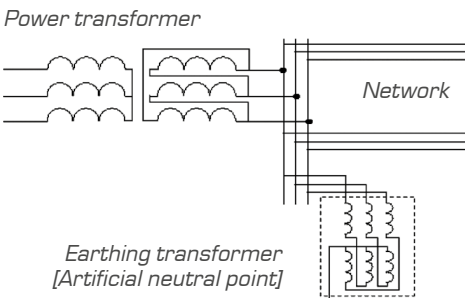 Power transformer
Network
Earthing transformer
[Artificial neutral point]